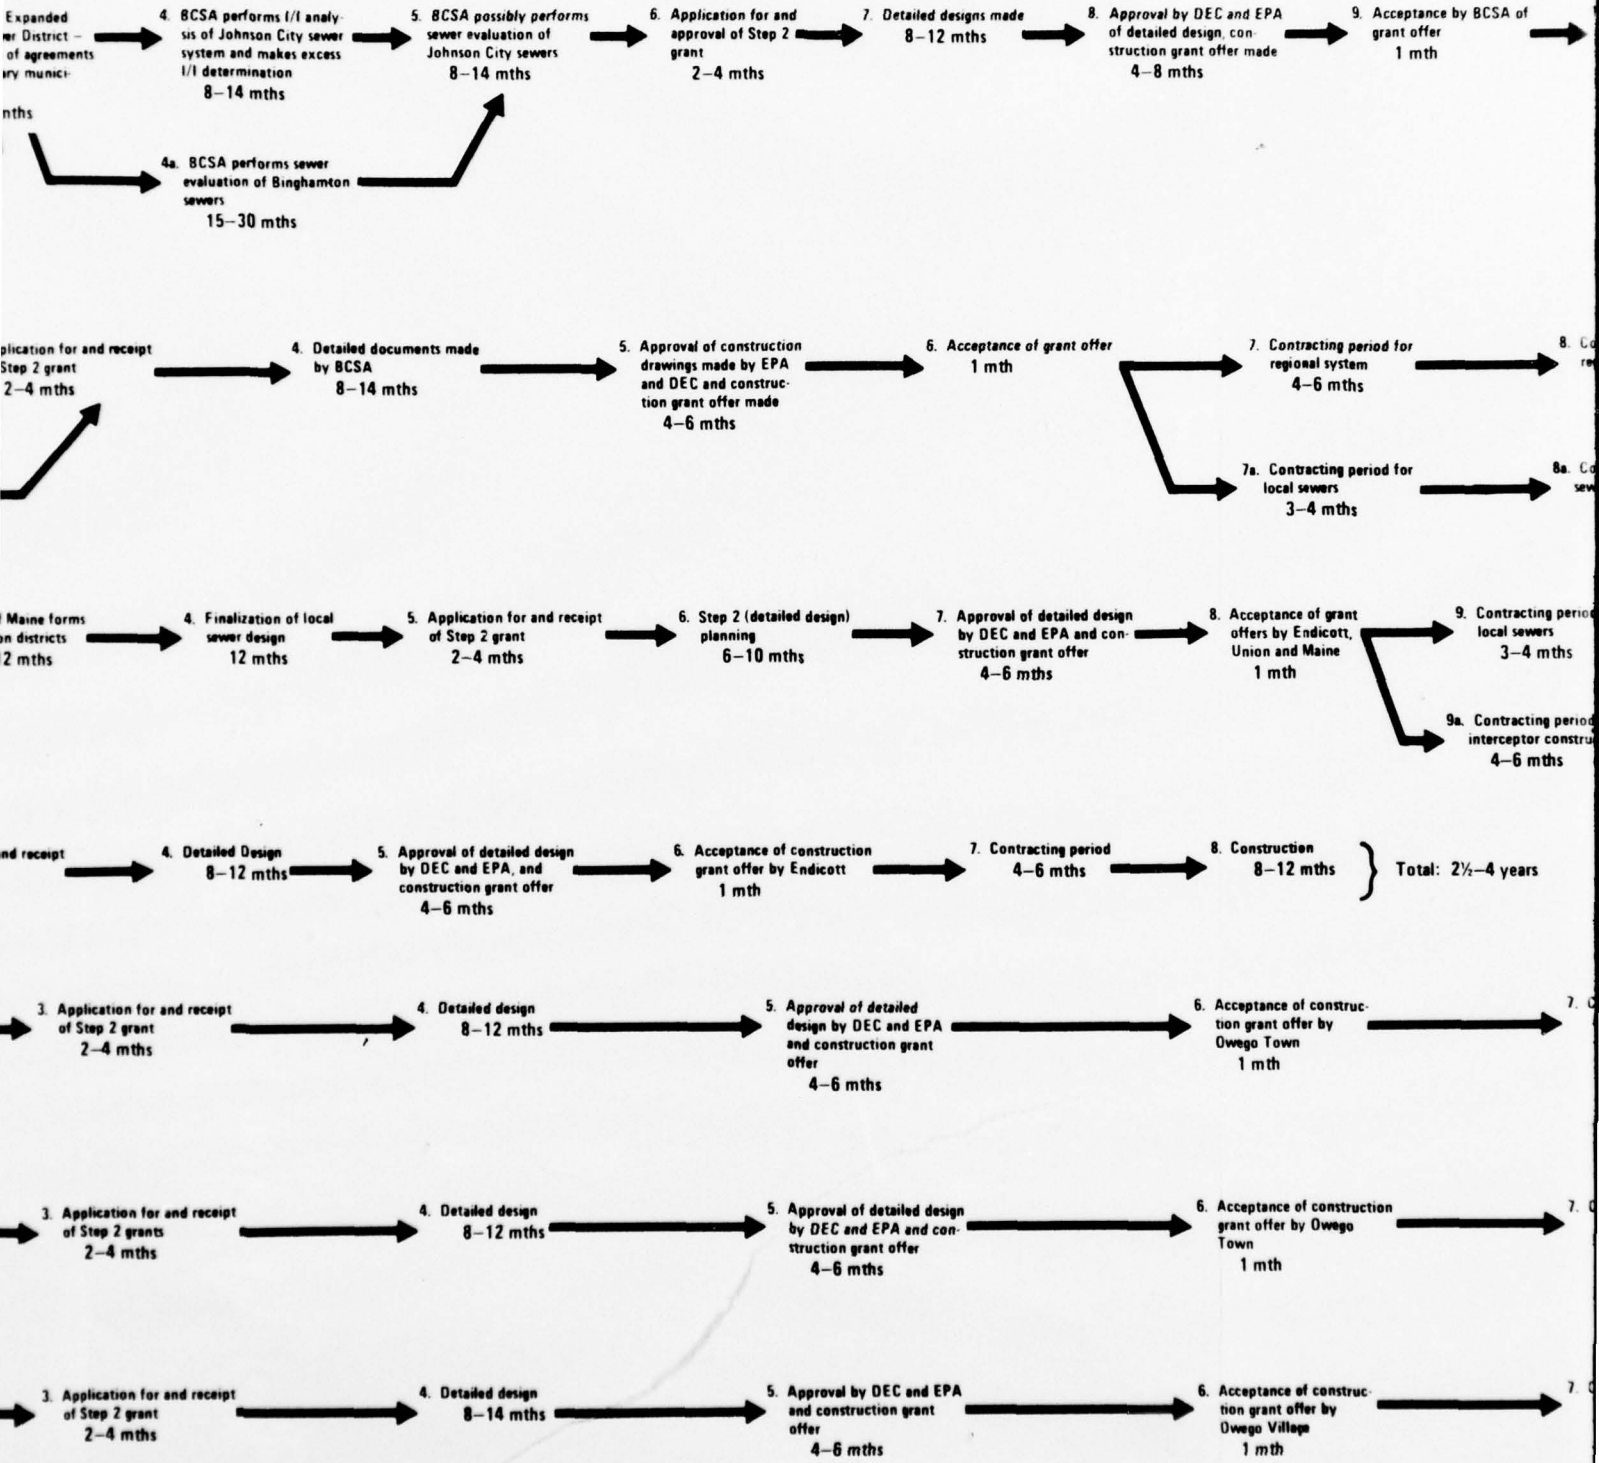 Expanded
er District –
of agreements
ary munici-
nths
4. BCSA performs I/I analy-
sis of Johnson City sewer
system and makes excess
I/I determination
8–14 mths
5. BCSA possibly performs
sewer evaluation of
Johnson City sewers
8–14 mths
6. Application for and
approval of Step 2
grant
2–4 mths
7. Detailed designs made
8–12 mths
8. Approval by DEC and EPA
of detailed design, con-
struction grant offer made
4–8 mths
9. Acceptance by BCSA of
grant offer
1 mth
4a. BCSA performs sewer
evaluation of Binghamton
sewers
15–30 mths
plication for and receipt
Step 2 grant
2–4 mths
4. Detailed documents made
by BCSA
8–14 mths
5. Approval of construction
drawings made by EPA
and DEC and construc-
tion grant offer made
4–6 mths
6. Acceptance of grant offer
1 mth
7. Contracting period for
regional system
4–6 mths
8. Co
re
7a. Contracting period for
local sewers
3–4 mths
8a. Co
sew
Maine forms
on districts
2 mths
4. Finalization of local
sewer design
12 mths
5. Application for and receipt
of Step 2 grant
2–4 mths
6. Step 2 (detailed design)
planning
6–10 mths
7. Approval of detailed design
by DEC and EPA and con-
struction grant offer
4–6 mths
8. Acceptance of grant
offers by Endicott,
Union and Maine
1 mth
9. Contracting period
local sewers
3–4 mths
9a. Contracting period
interceptor constru
4–6 mths
nd receipt
4. Detailed Design
8–12 mths
5. Approval of detailed design
by DEC and EPA, and
construction grant offer
4–6 mths
6. Acceptance of construction
grant offer by Endicott
1 mth
7. Contracting period
4–6 mths
8. Construction
8–12 mths
Total: 2½–4 years
3. Application for and receipt
of Step 2 grant
2–4 mths
4. Detailed design
8–12 mths
5. Approval of detailed
design by DEC and EPA
and construction grant
offer
4–6 mths
6. Acceptance of construc-
tion grant offer by
Owego Town
1 mth
7. C
3. Application for and receipt
of Step 2 grants
2–4 mths
4. Detailed design
8–12 mths
5. Approval of detailed design
by DEC and EPA and con-
struction grant offer
4–6 mths
6. Acceptance of construction
grant offer by Owego
Town
1 mth
7. C
3. Application for and receipt
of Step 2 grant
2–4 mths
4. Detailed design
8–14 mths
5. Approval by DEC and EPA
and construction grant
offer
4–6 mths
6. Acceptance of construc-
tion grant offer by
Owego Village
1 mth
7. C